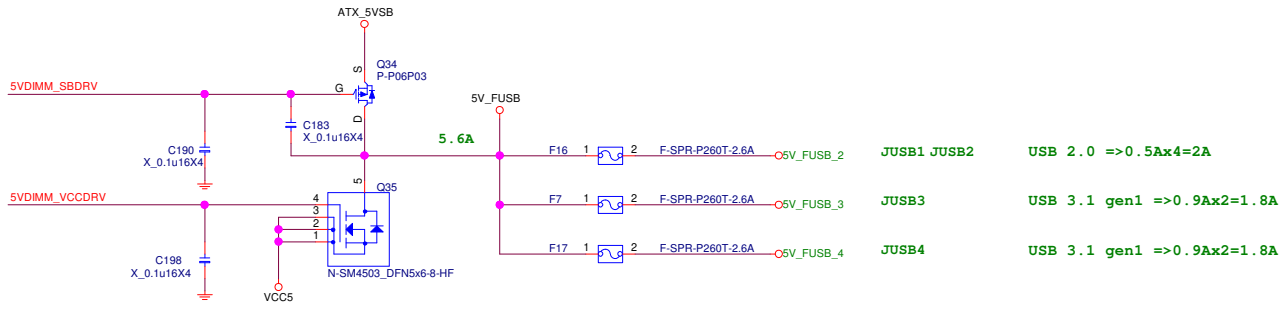 ATX_5VSB
S
Q34
P-P06P03
5VDIMM_SBDRV
G
D
C183
X_0.1u16X4
C190
X_0.1u16X4
5V_FUSB
5.6A
F16 1 2 F-SPR-P260T-2.6A 5V_FUSB_2 JUSB1 JUSB2 USB 2.0 =>0.5Ax4=2A
5 Q35
5VDIMM_VCCDRV
4
3
2
1
F7 1 2 F-SPR-P260T-2.6A 5V_FUSB_3 JUSB3 USB 3.1 gen1 =>0.9Ax2=1.8A
F17 1 2 F-SPR-P260T-2.6A 5V_FUSB_4 JUSB4 USB 3.1 gen1 =>0.9Ax2=1.8A
C198
X_0.1u16X4
N-SM4503_DFN5x6-8-HF
VCC5